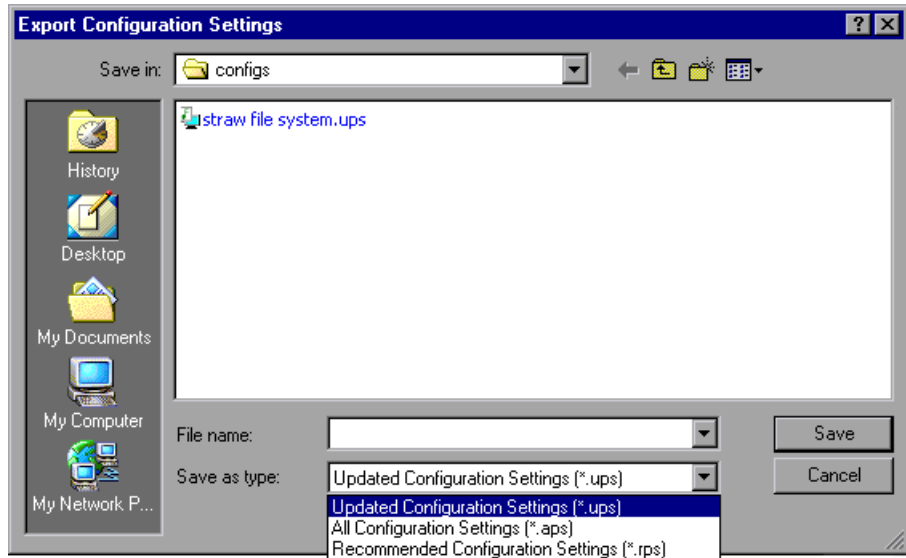 Export Configuration Settings
Save in: configs
straw file system.ups
History
Desktop
My Documents
My Computer
My Network P...
File name:
Save
Save as type: Updated Configuration Settings (*.ups)
Cancel
Updated Configuration Settings (*.ups)
All Configuration Settings (*.aps)
Recommended Configuration Settings (*.rps)